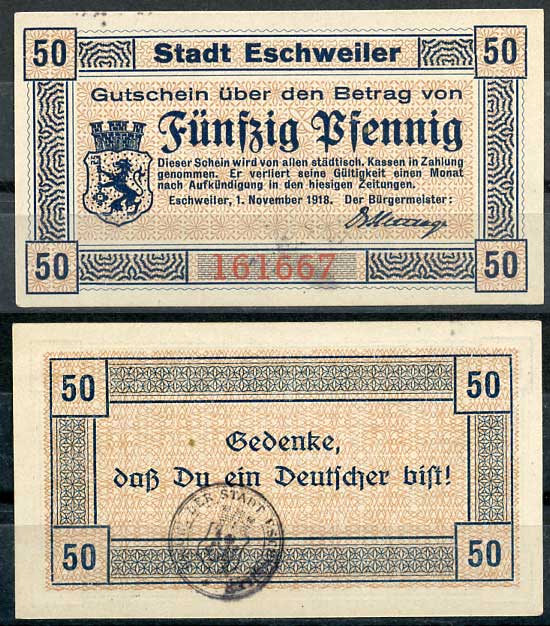 50 Stadt Eschweiler 50
Gutschein über den Betrag von
Fünfzig Pfennig
Dieser Schein wird von allen städtisch. Kassen in Zahlung
genommen. Er verliert seine Gültigkeit einen Monat
nach Aufkündigung in den hiesigen Zeitungen.
Eschweiler, 1. November 1918. Der Bürgermeister:
50 161667 50
50 50
Gedenke,
daß Du ein Deutscher bist!
DER STADT
50 50